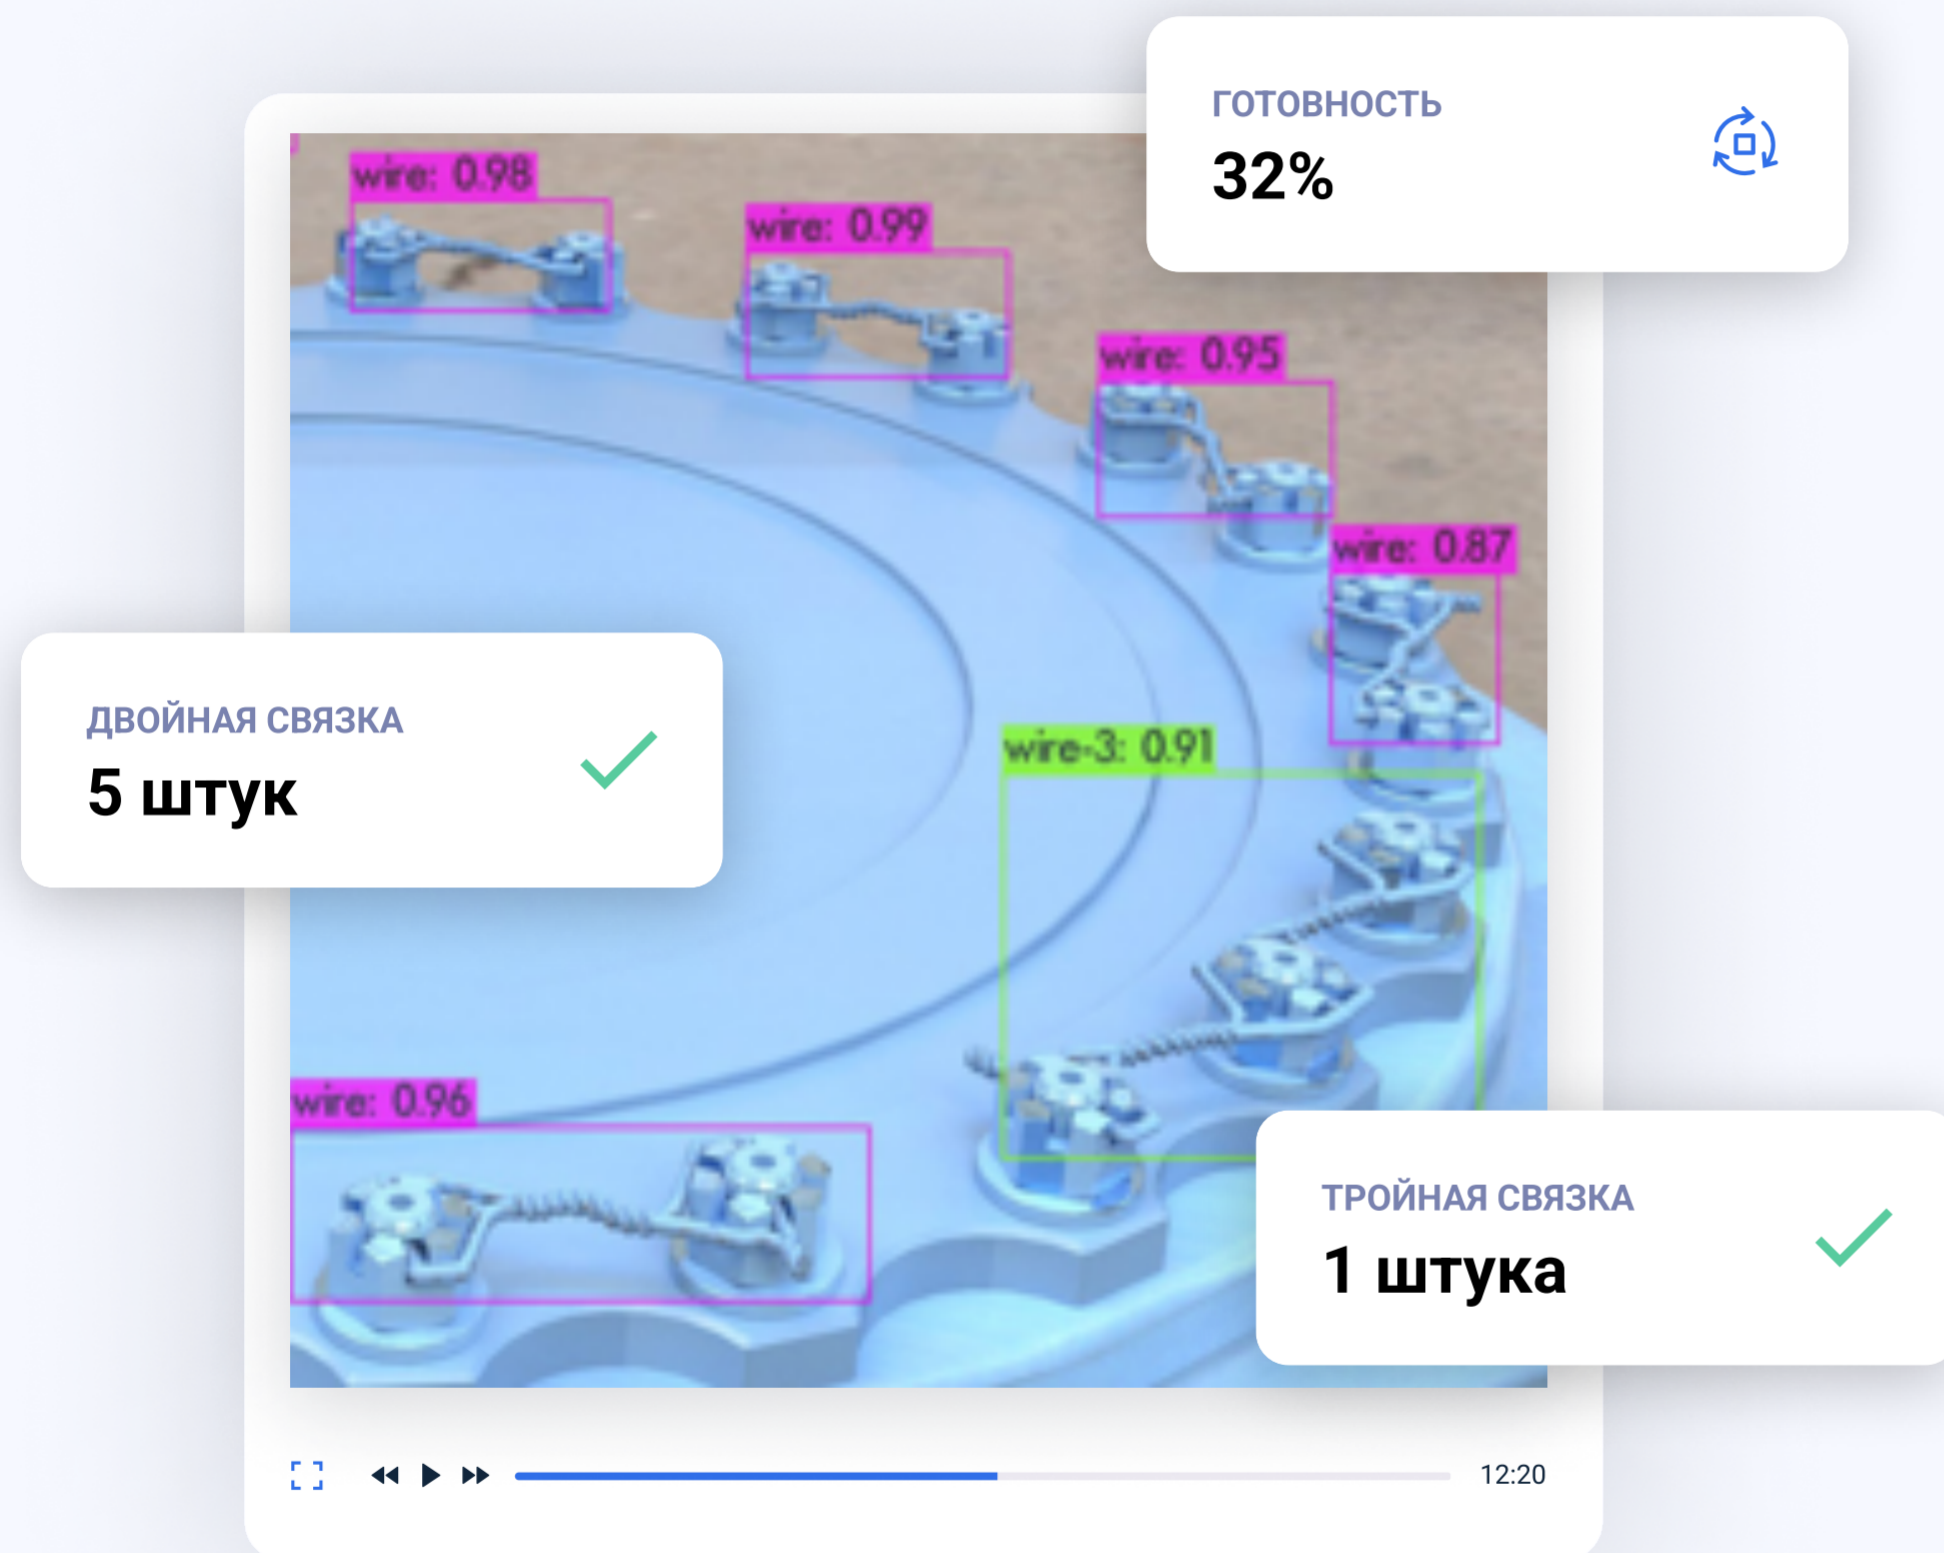 ГОТОВНОСТЬ
32%
wire: 0.98
wire: 0.99
wire: 0.95
wire: 0.87
ДВОЙНАЯ СВЯЗКА
5 штук
wire-3: 0.91
wire: 0.96
ТРОЙНАЯ СВЯЗКА
1 штука
12:20